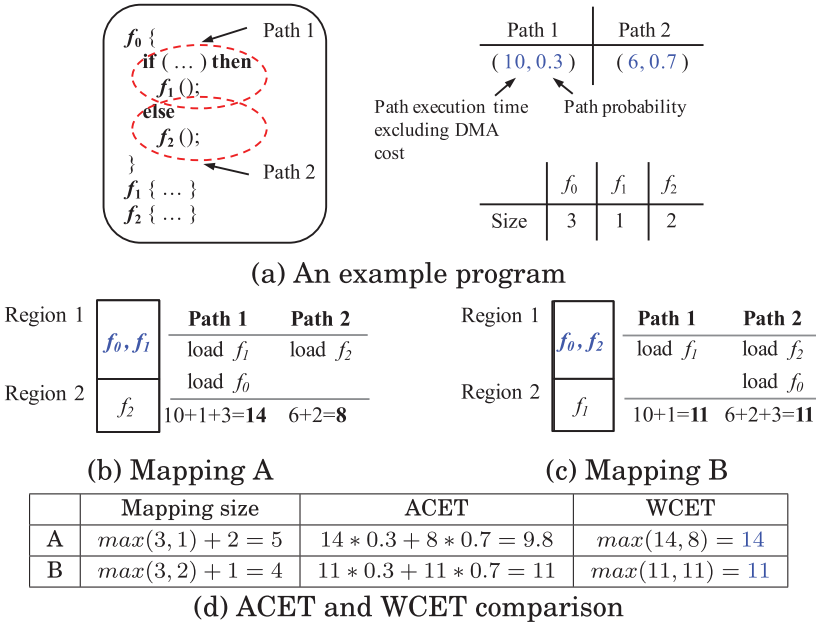 f0 {
if ( ... ) then
f1 ();
else
f2 ();
}
f1 { ... }
f2 { ... }
Path 1
Path 2
Path 1 Path 2
( 10, 0.3 ) ( 6, 0.7 )
Path execution time
excluding DMA
cost
Path probability
f0 f1 f2
Size 3 1 2
(a) An example program
Region 1
Region 2
f0, f1
f2
Path 1 Path 2
load f1 load f2
load f0
10+1+3=14 6+2=8
(b) Mapping A
Region 1
Region 2
f0, f2
f1
Path 1 Path 2
load f1 load f2
load f0
10+1=11 6+2+3=11
(c) Mapping B
Mapping size ACET WCET
A max(3, 1) + 2 = 5 14 * 0.3 + 8 * 0.7 = 9.8 max(14, 8) = 14
B max(3, 2) + 1 = 4 11 * 0.3 + 11 * 0.7 = 11 max(11, 11) = 11
(d) ACET and WCET comparison